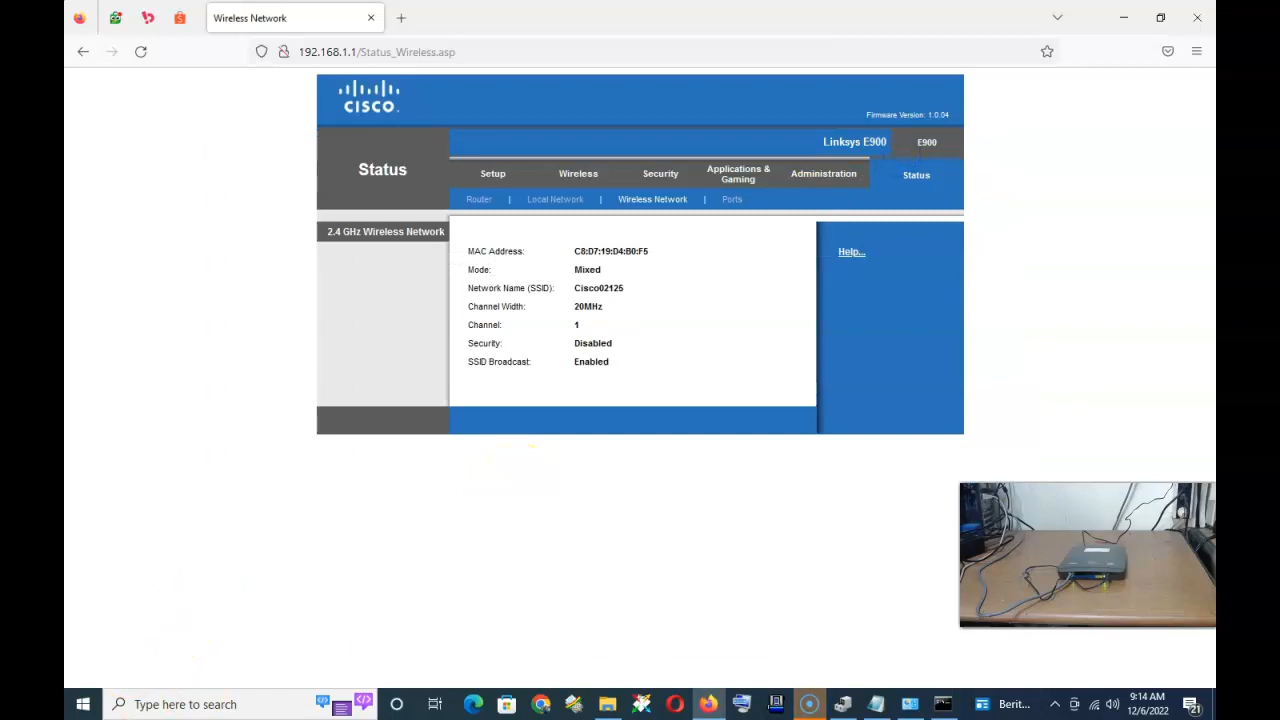 Wireless Network
192.168.1.1/Status_Wireless.asp
CISCO.
Firmware Version: 1.0.04
Linksys E900
E900
Status
Setup
Wireless
Security
Applications &
Gaming
Administration
Status
Router | Local Network | Wireless Network | Ports
2.4 GHz Wireless Network
MAC Address: C8:D7:19:D4:B0:F5
Mode: Mixed
Network Name (SSID): Cisco02125
Channel Width: 20MHz
Channel: 1
Security: Disabled
SSID Broadcast: Enabled
Help...
Type here to search
Berit...
9:14 AM
12/6/2022
21